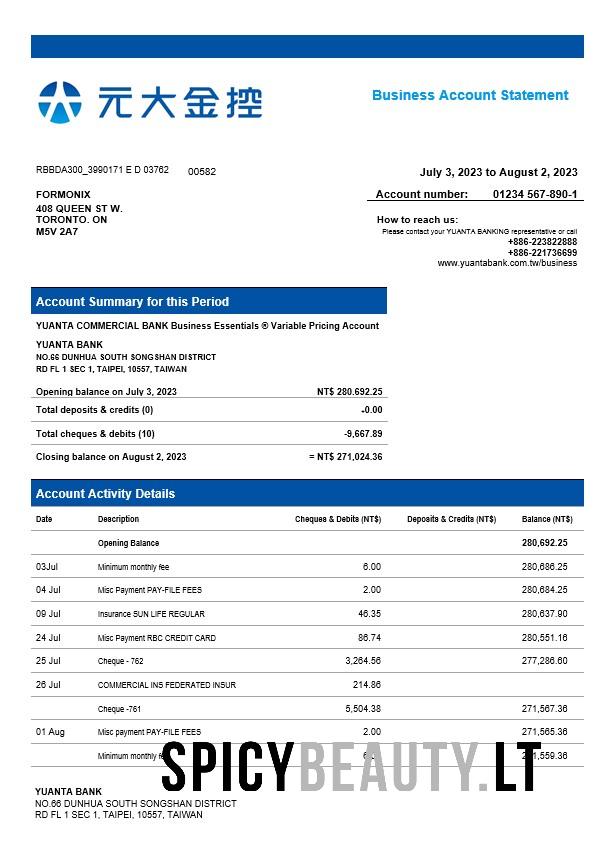 元大金控
Business Account Statement
RBBDA300_3990171 E D 03762 00582
July 3, 2023 to August 2, 2023
FORMONIX
Account number: 01234 567-890-1
408 QUEEN ST W.
TORONTO. ON
M5V 2A7
How to reach us:
Please contact your YUANTA BANKING representative or call
+886-223822888
+886-221736699
www.yuantabank.com.tw/business
Account Summary for this Period
YUANTA COMMERCIAL BANK Business Essentials ® Variable Pricing Account
YUANTA BANK
NO.66 DUNHUA SOUTH SONGSHAN DISTRICT
RD FL 1 SEC 1, TAIPEI, 10557, TAIWAN
Opening balance on July 3, 2023 NT$ 280.692.25
Total deposits & credits (0) -0.00
Total cheques & debits (10) -9,667.89
Closing balance on August 2, 2023 = NT$ 271,024.36
Account Activity Details
Date Description Cheques & Debits (NT$) Deposits & Credits (NT$) Balance (NT$)
Opening Balance 280,692.25
03Jul Minimum monthly fee 6.00 280,686.25
04 Jul Misc Payment PAY-FILE FEES 2.00 280,684.25
09 Jul Insurance SUN LIFE REGULAR 46.35 280,637.90
24 Jul Misc Payment RBC CREDIT CARD 86.74 280,551.16
25 Jul Cheque - 762 3,264.56 277,286.60
26 Jul COMMERCIAL INS FEDERATED INSUR 214.86
Cheque -761 5,504.38 271,567.36
01 Aug Misc payment PAY-FILE FEES 2.00 271,565.36
Minimum monthly
SPICYBEAUTY.LT
YUANTA BANK
NO.66 DUNHUA SOUTH SONGSHAN DISTRICT
RD FL 1 SEC 1, TAIPEI, 10557, TAIWAN